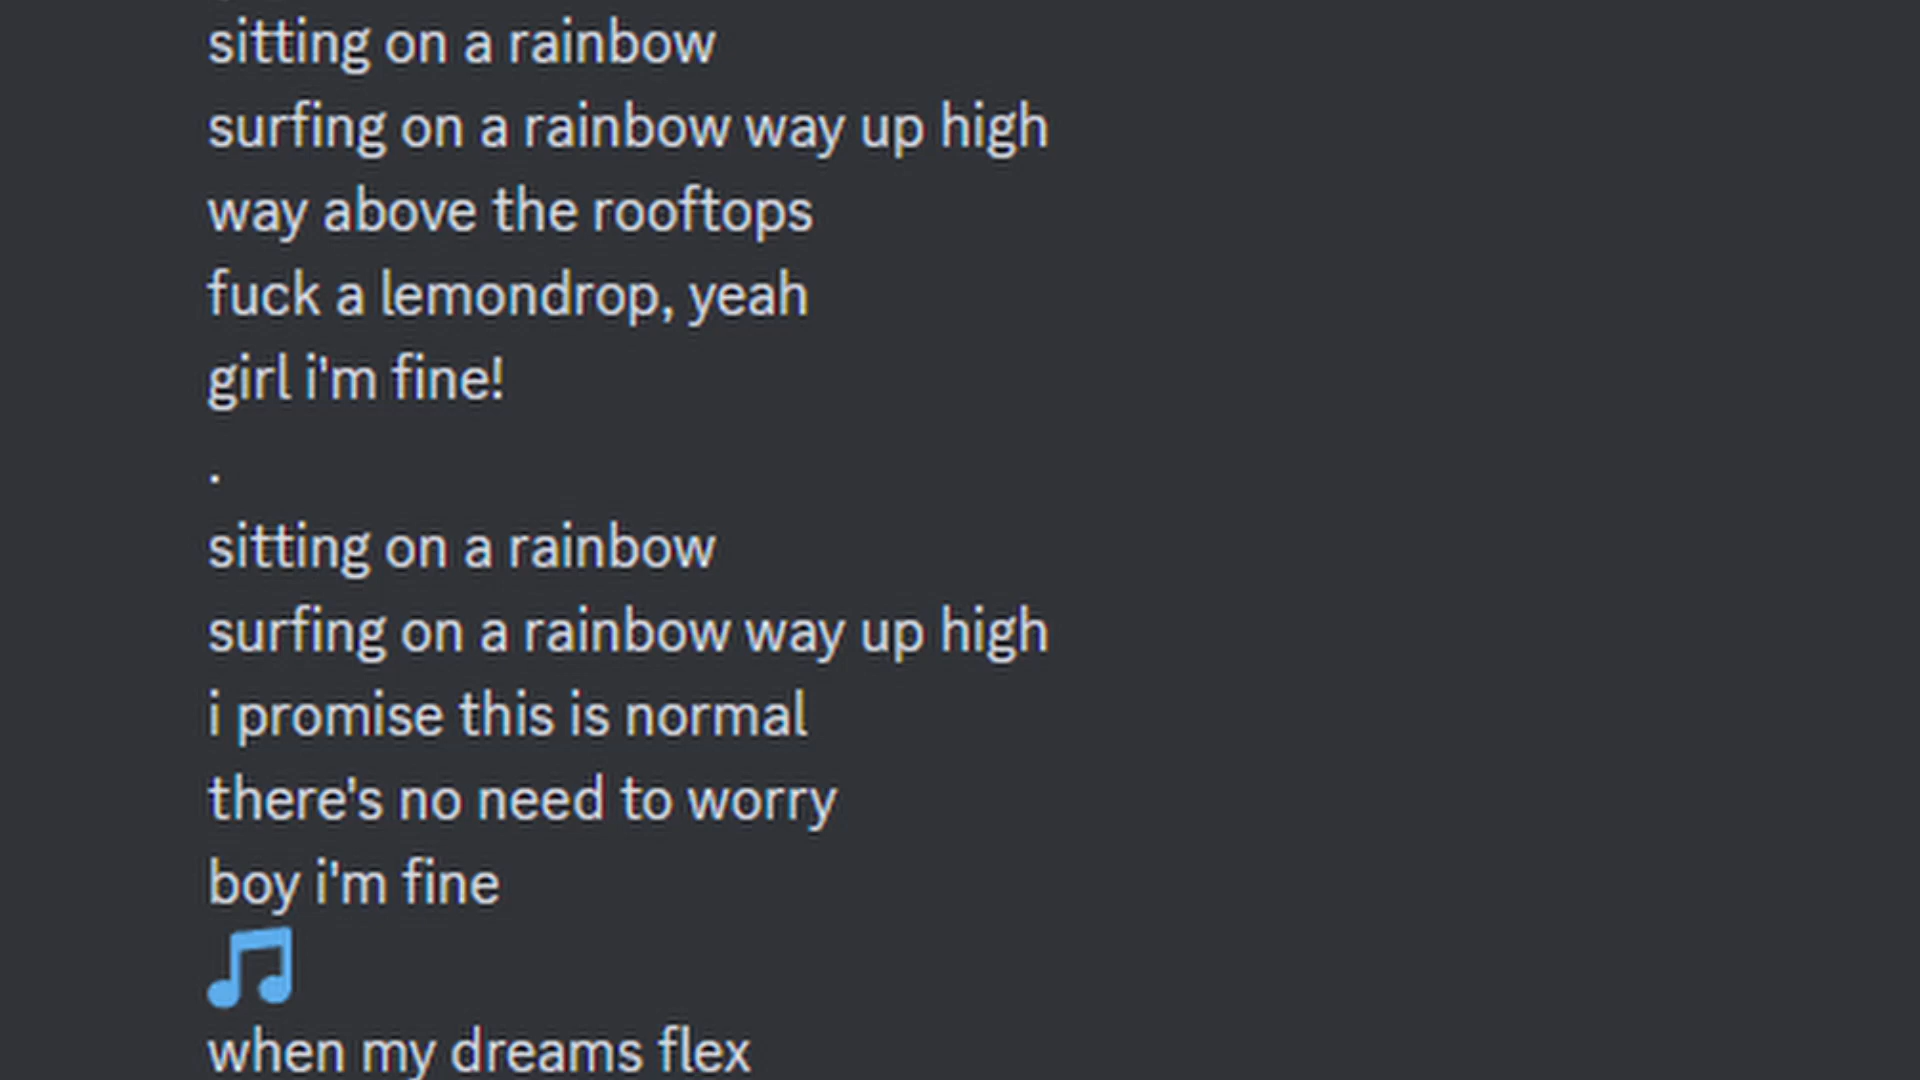 sitting on a rainbow
surfing on a rainbow way up high
way above the rooftops
fuck a lemondrop, yeah
girl i'm fine!
.
sitting on a rainbow
surfing on a rainbow way up high
i promise this is normal
there's no need to worry
boy i'm fine
🎵
when my dreams flex